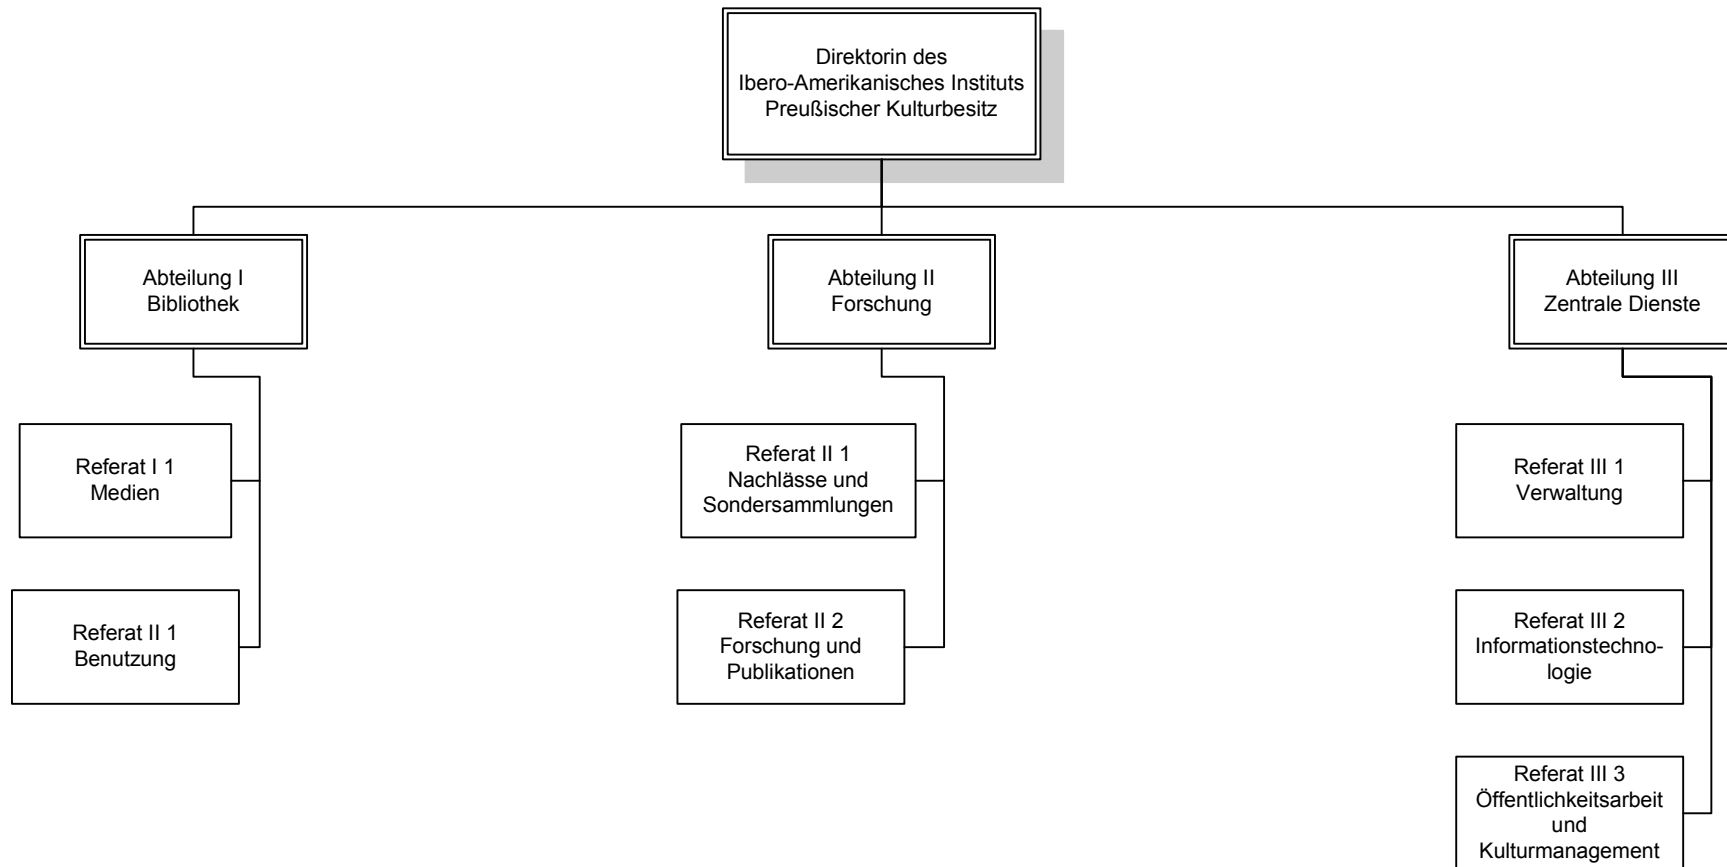 Direktorin des
Ibero-Amerikanisches Instituts
Preußischer Kulturbesitz
Abteilung I
Bibliothek
Abteilung II
Forschung
Abteilung III
Zentrale Dienste
Referat I 1
Medien
Referat II 1
Nachlässe und
Sondersammlungen
Referat III 1
Verwaltung
Referat II 1
Benutzung
Referat II 2
Forschung und
Publikationen
Referat III 2
Informationstechno-
logie
Referat III 3
Öffentlichkeitsarbeit
und
Kulturmanagement